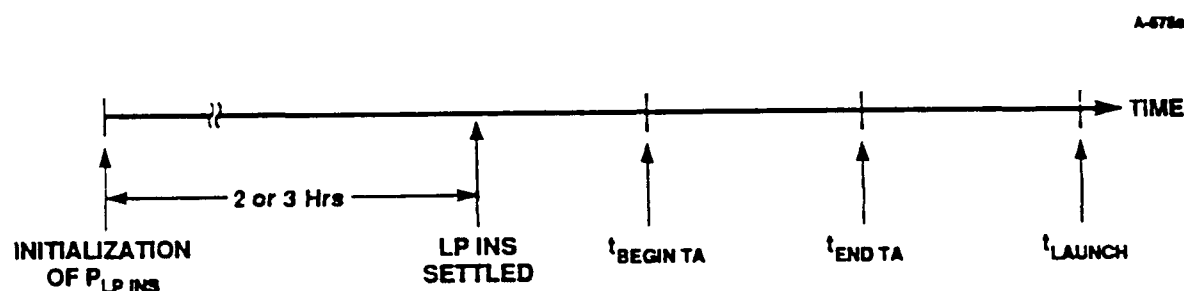 A-678a
TIME
2 or 3 Hrs
INITIALIZATION
OF P_LP INS
LP INS
SETTLED
t_BEGIN TA
t_END TA
t_LAUNCH